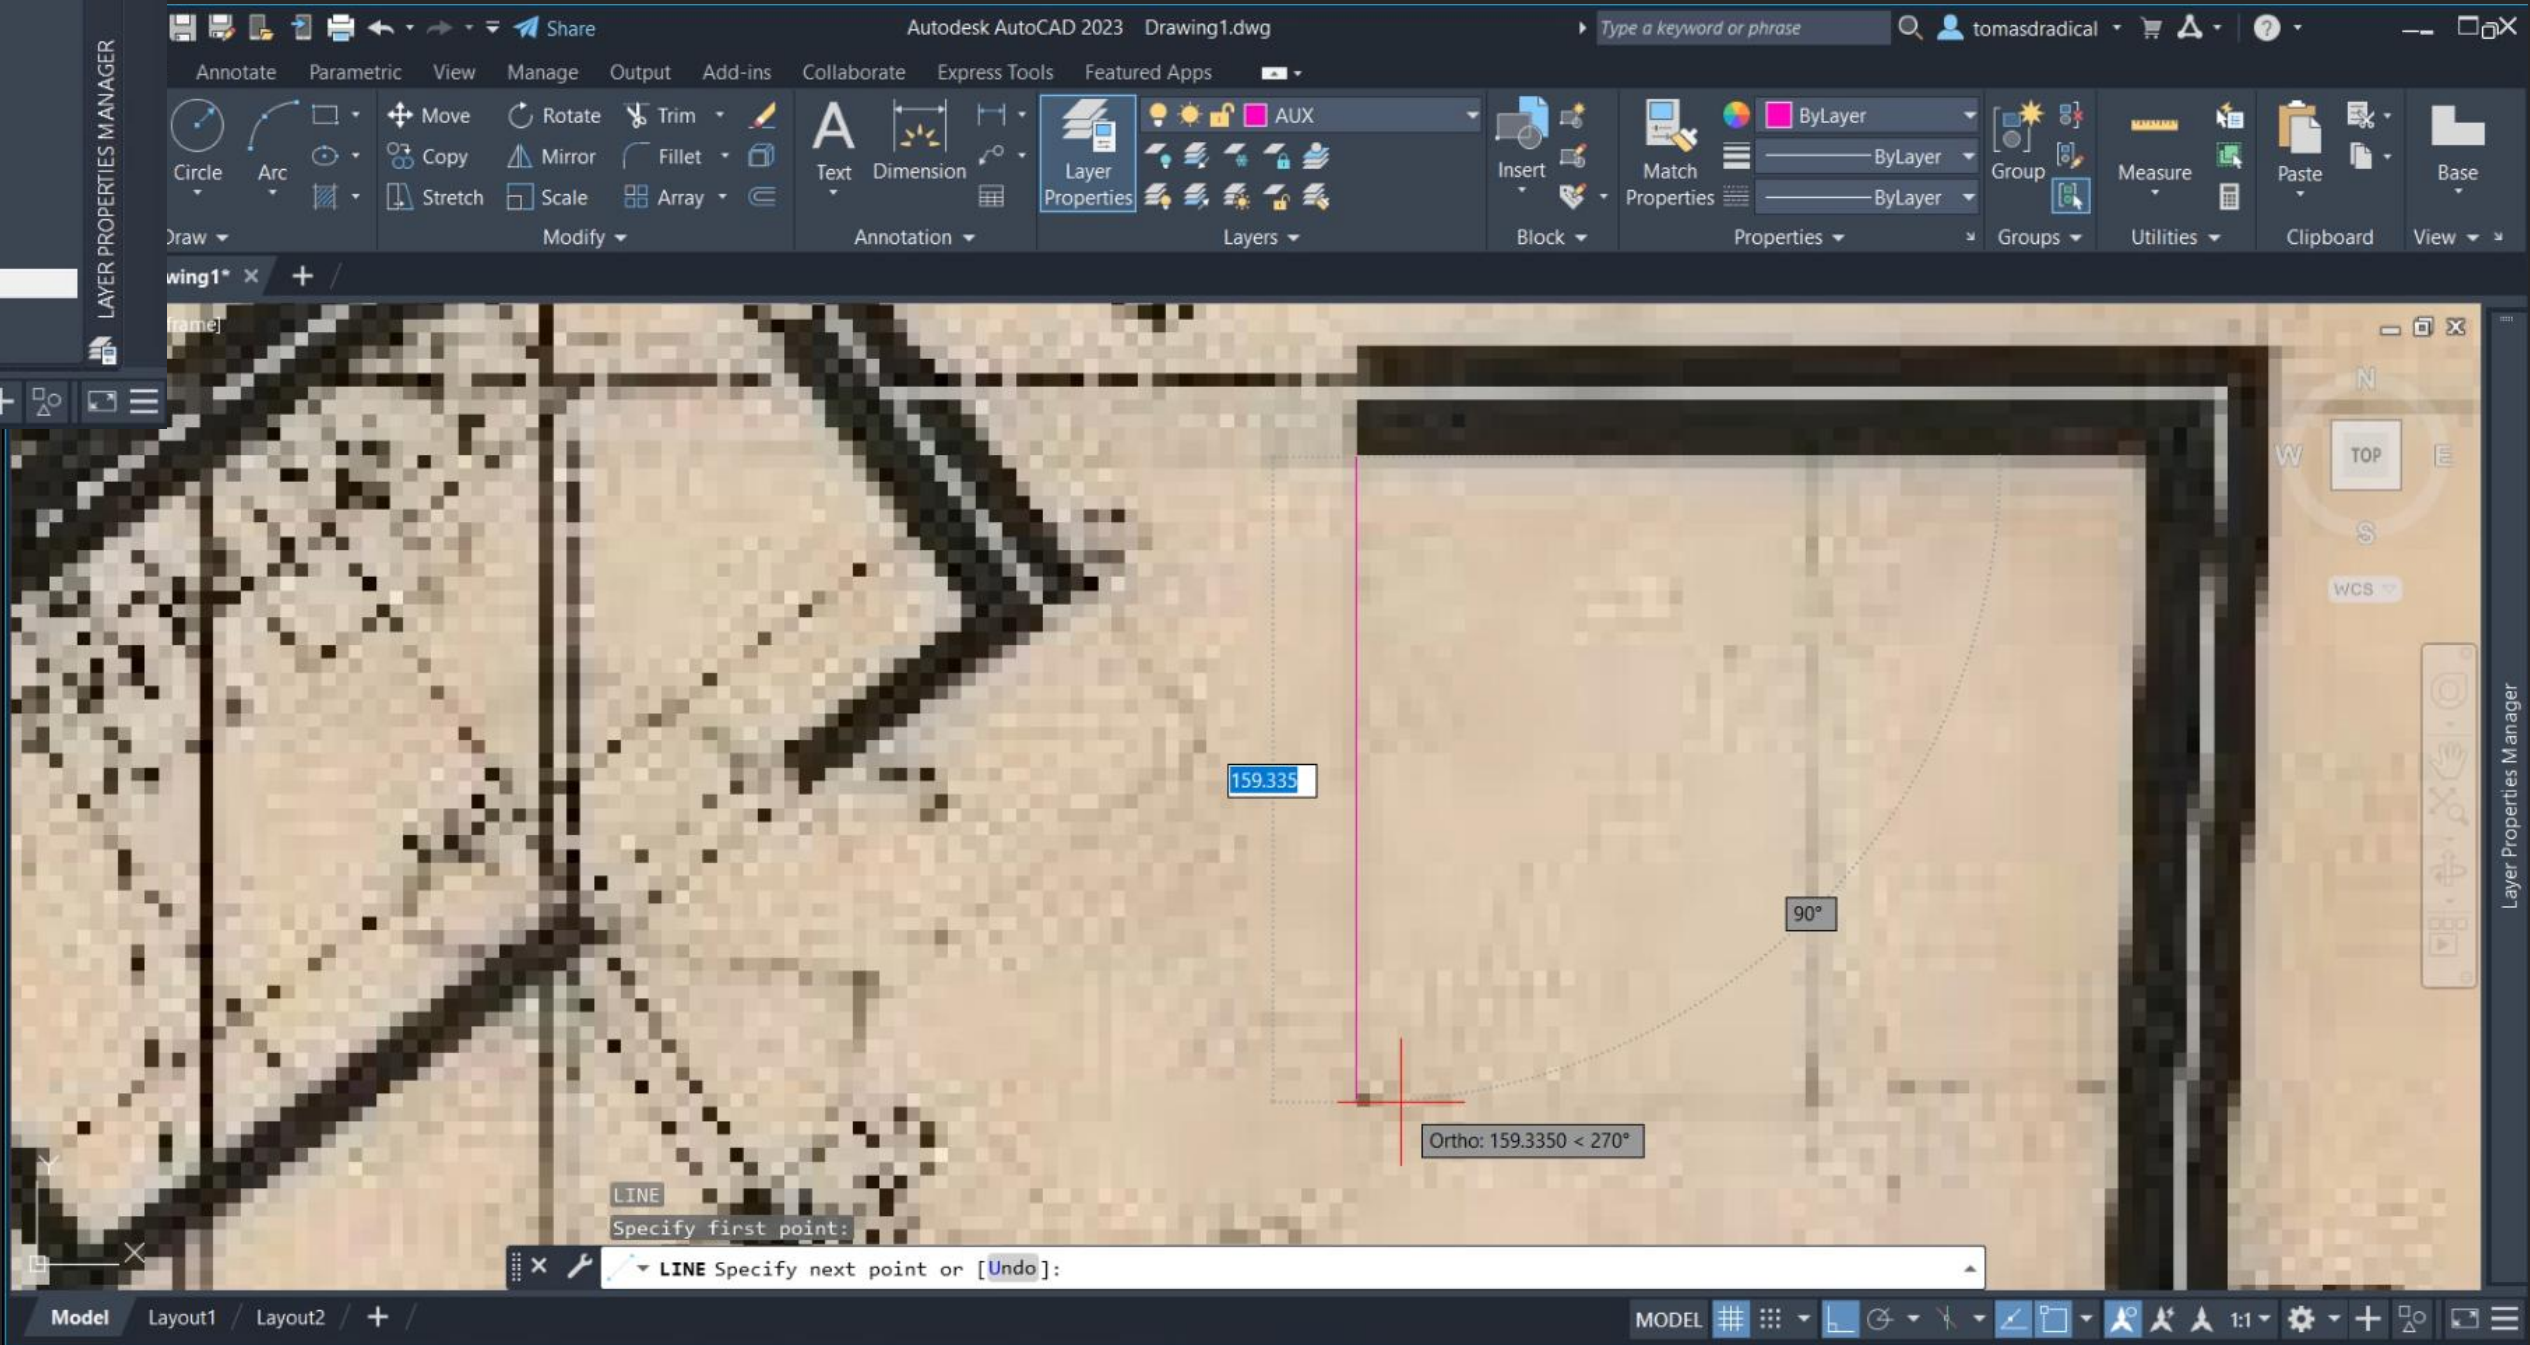 LAYER PROPERTIES MANAGER
Share
Autodesk AutoCAD 2023 Drawing1.dwg
Type a keyword or phrase
tomasdradical
Annotate Parametric View Manage Output Add-ins Collaborate Express Tools Featured Apps
Circle
Arc
Move
Rotate
Trim
Copy
Mirror
Fillet
Stretch
Scale
Array
Text
Dimension
Layer
Properties
AUX
Insert
Match
Properties
ByLayer
ByLayer
ByLayer
Group
Measure
Paste
Base
Draw
Modify
Annotation
Layers
Block
Properties
Groups
Utilities
Clipboard
View
wing1*
frame]
N
W
TOP
E
S
WCS
Layer Properties Manager
159.335
90°
Ortho: 159.3350 < 270°
Y
X
LINE
Specify first point:
LINE Specify next point or [Undo]:
Model Layout1 Layout2
MODEL
1:1